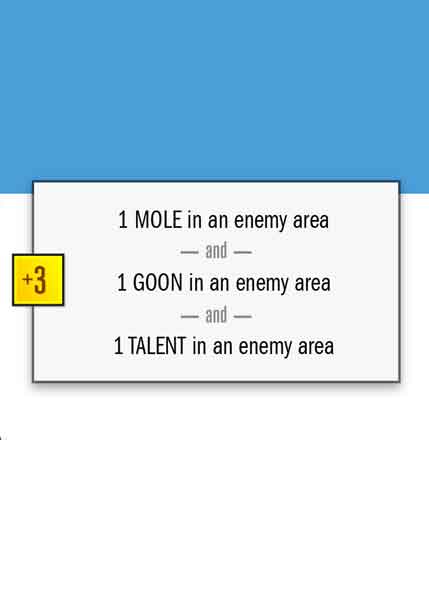 1 MOLE in an enemy area
— and —
+3
1 GOON in an enemy area
— and —
1 TALENT in an enemy area